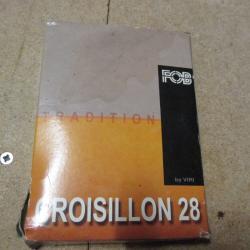 FOB
TRADITION
by VIRI
CROISILLON 28